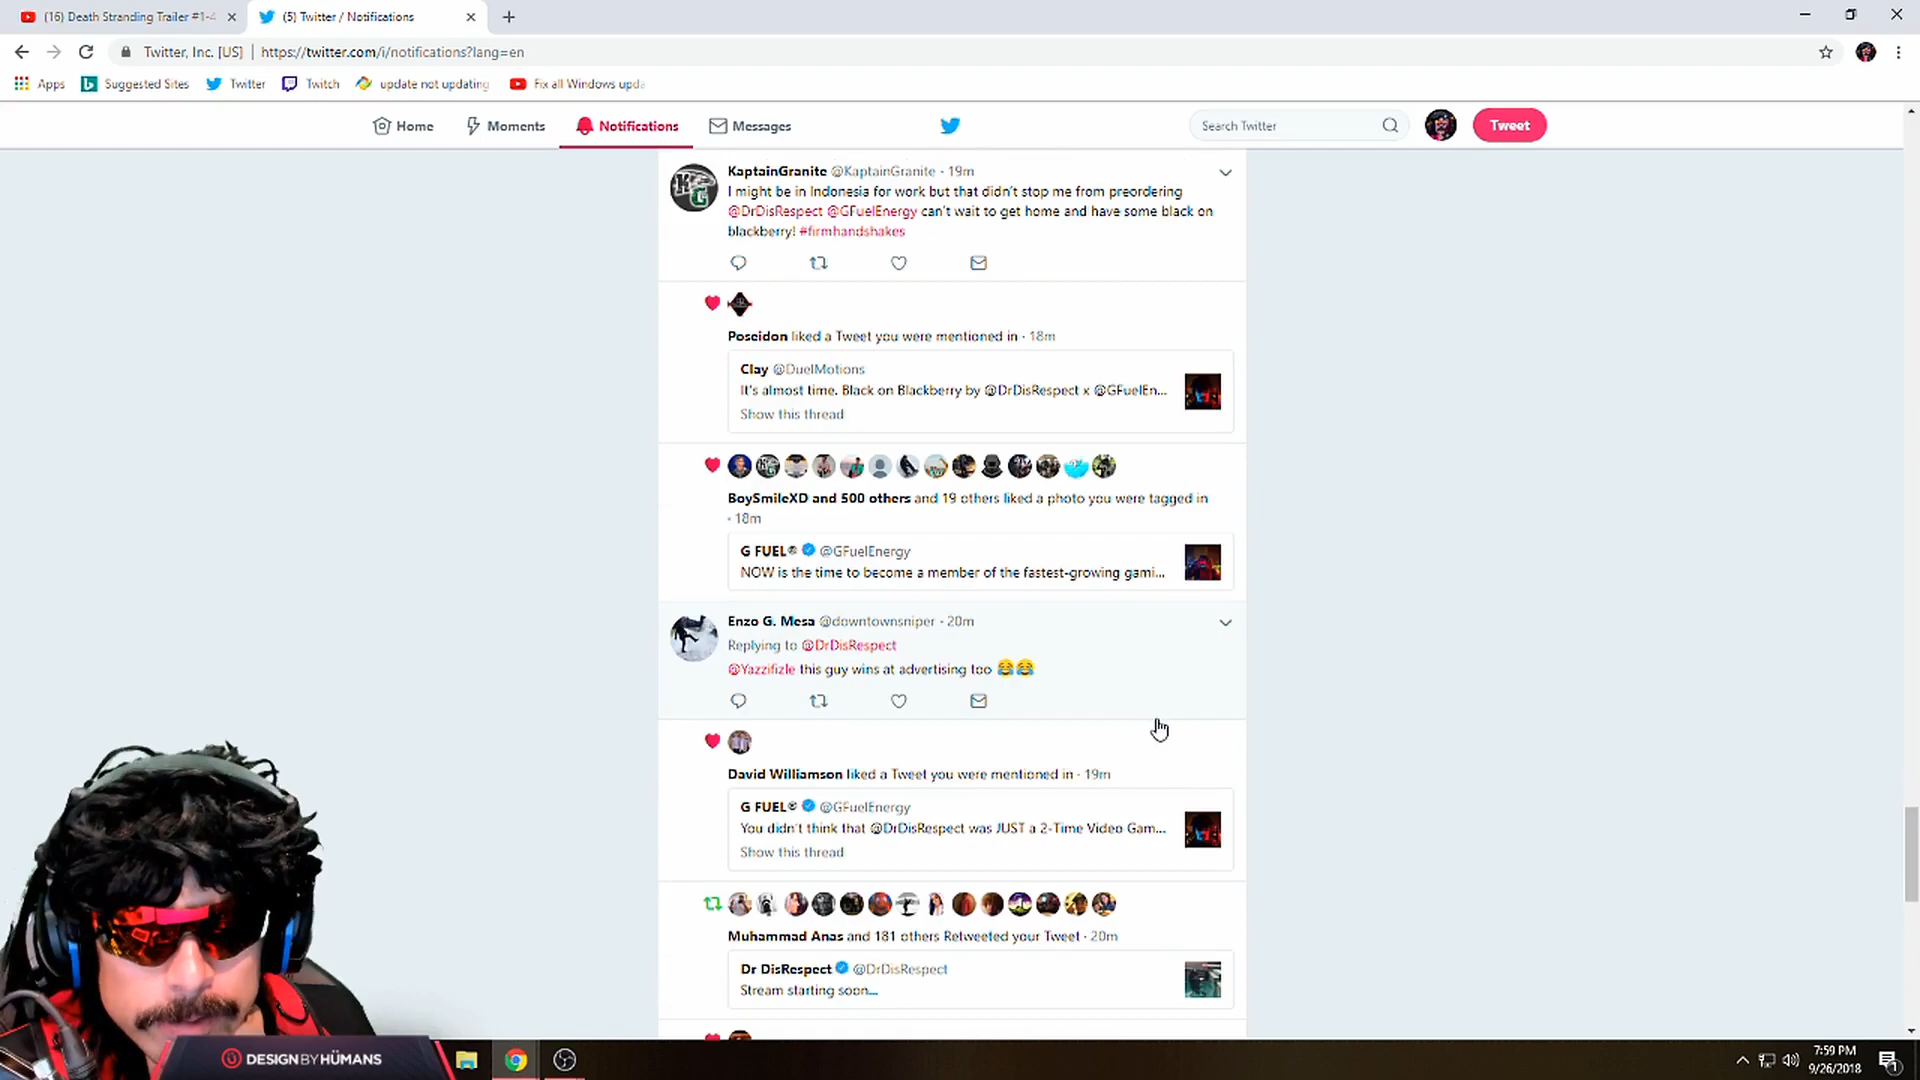 (16) Death Stranding Trailer #1-4
(5) Twitter / Notifications
Twitter, Inc. [US]
https://twitter.com/i/notifications?lang=en
Apps
Suggested Sites
Twitter
Twitch
update not updating
Fix all Windows upda
Home
Moments
Notifications
Messages
Search Twitter
Tweet
KaptainGranite @KaptainGranite · 19m
I might be in Indonesia for work but that didn't stop me from preordering
@DrDisRespect @GFuelEnergy can't wait to get home and have some black on
blackberry! #firmhandshakes
Poseidon liked a Tweet you were mentioned in · 18m
Clay @DuelMotions
It's almost time. Black on Blackberry by @DrDisRespect x @GFuelEn...
Show this thread
BoySmileXD and 500 others and 19 others liked a photo you were tagged in
· 18m
G FUEL® @GFuelEnergy
NOW is the time to become a member of the fastest-growing gami...
Enzo G. Mesa @downtownsniper · 20m
Replying to @DrDisRespect
@Yazzifizle this guy wins at advertising too 😂😂
David Williamson liked a Tweet you were mentioned in · 19m
G FUEL® @GFuelEnergy
You didn't think that @DrDisRespect was JUST a 2-Time Video Gam...
Show this thread
Muhammad Anas and 181 others Retweeted your Tweet · 20m
Dr DisRespect @DrDisRespect
Stream starting soon...
DESIGN BY HÜMANS
7:59 PM
9/26/2018
1